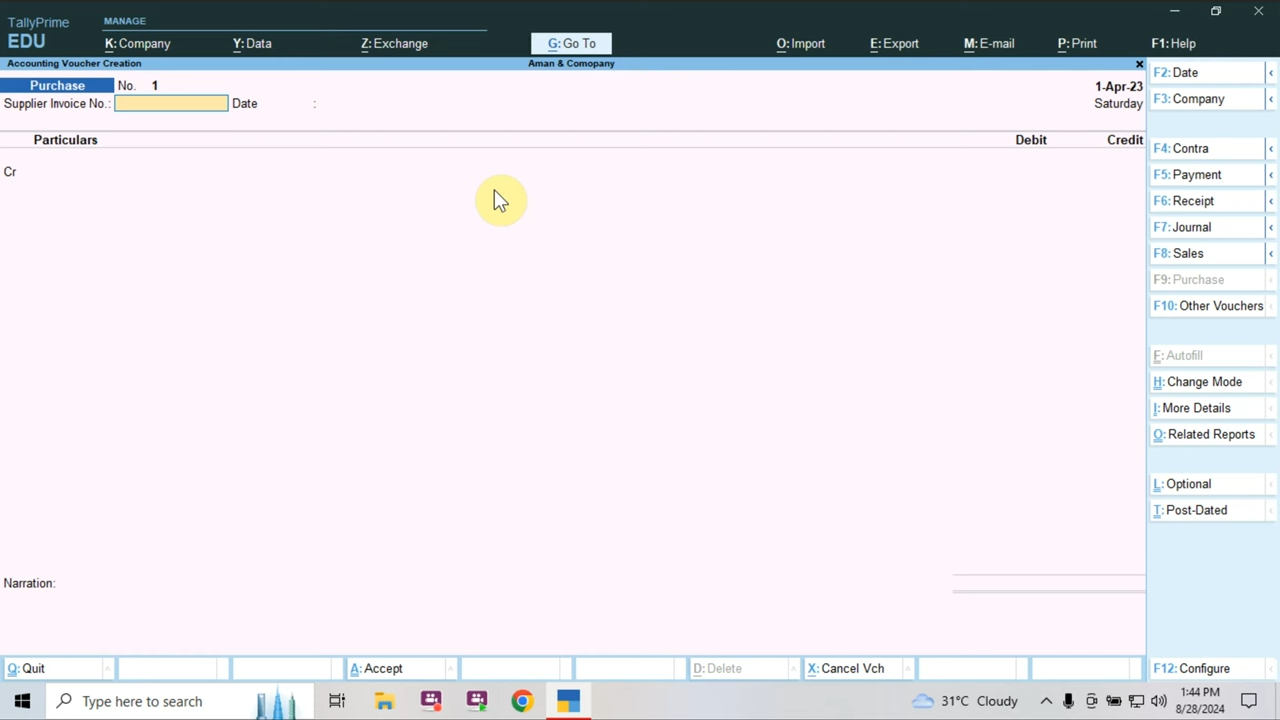 TallyPrime
EDU
MANAGE
K: Company
Y: Data
Z: Exchange
G: Go To
O: Import
E: Export
M: E-mail
P: Print
F1: Help
Accounting Voucher Creation
Aman & Comopany
Purchase No. 1
1-Apr-23
Supplier Invoice No.: Date :
Saturday
Particulars
Debit
Credit
Cr
Narration:
F2: Date
F3: Company
F4: Contra
F5: Payment
F6: Receipt
F7: Journal
F8: Sales
F9: Purchase
F10: Other Vouchers
F: Autofill
H: Change Mode
I: More Details
O: Related Reports
L: Optional
T: Post-Dated
Q: Quit
A: Accept
D: Delete
X: Cancel Vch
F12: Configure
Type here to search
31°C Cloudy
1:44 PM
8/28/2024